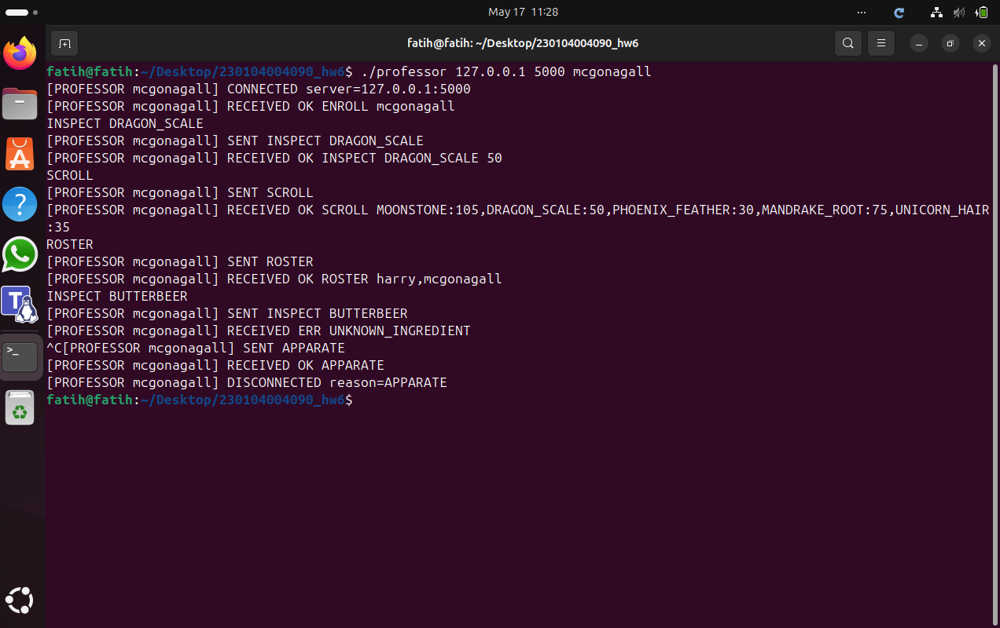 May 17 11:28
fatih@fatih: ~/Desktop/230104004090_hw6
fatih@fatih:~/Desktop/230104004090_hw6$ ./professor 127.0.0.1 5000 mcgonagall
[PROFESSOR mcgonagall] CONNECTED server=127.0.0.1:5000
[PROFESSOR mcgonagall] RECEIVED OK ENROLL mcgonagall
INSPECT DRAGON_SCALE
[PROFESSOR mcgonagall] SENT INSPECT DRAGON_SCALE
[PROFESSOR mcgonagall] RECEIVED OK INSPECT DRAGON_SCALE 50
SCROLL
[PROFESSOR mcgonagall] SENT SCROLL
[PROFESSOR mcgonagall] RECEIVED OK SCROLL MOONSTONE:105,DRAGON_SCALE:50,PHOENIX_FEATHER:30,MANDRAKE_ROOT:75,UNICORN_HAIR
:35
ROSTER
[PROFESSOR mcgonagall] SENT ROSTER
[PROFESSOR mcgonagall] RECEIVED OK ROSTER harry,mcgonagall
INSPECT BUTTERBEER
[PROFESSOR mcgonagall] SENT INSPECT BUTTERBEER
[PROFESSOR mcgonagall] RECEIVED ERR UNKNOWN_INGREDIENT
^C[PROFESSOR mcgonagall] SENT APPARATE
[PROFESSOR mcgonagall] RECEIVED OK APPARATE
[PROFESSOR mcgonagall] DISCONNECTED reason=APPARATE
fatih@fatih:~/Desktop/230104004090_hw6$